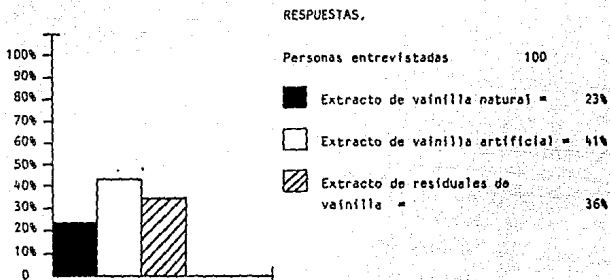 RESPUESTAS.
Personas entrevistadas 100
Extracto de vainilla natural = 23%
Extracto de vainilla artificial = 41%
Extracto de residuales de
vainilla = 36%
100%
90%
80%
70%
60%
50%
40%
30%
20%
10%
0